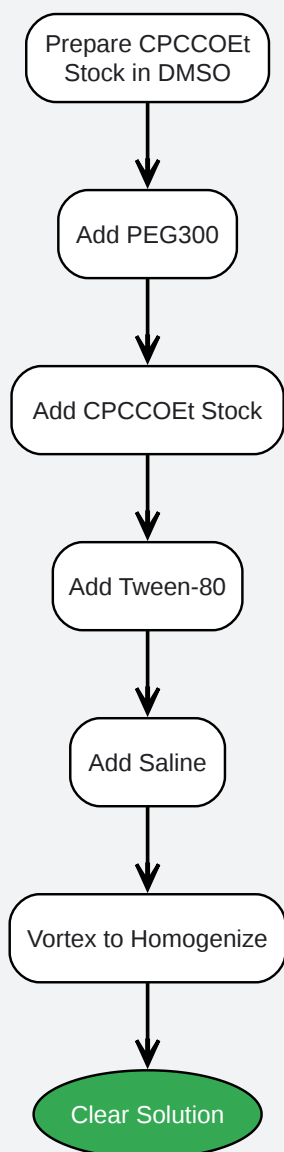 Prepare CPCCOEt
Stock in DMSO
Add PEG300
Add CPCCOEt Stock
Add Tween-80
Add Saline
Vortex to Homogenize
Clear Solution